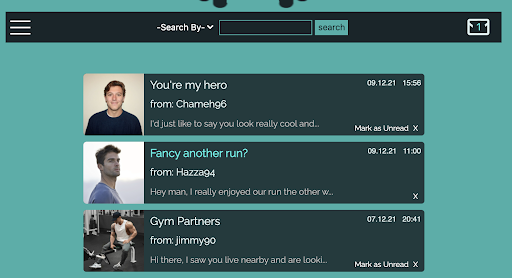 -Search By- search 1
You're my hero 09.12.21 15:56
from: Chameh96
I'd just like to say you look really cool and...
Mark as Unread X
Fancy another run? 09.12.21 11:00
from: Hazza94
Hey man, I really enjoyed our run the other w...
X
Gym Partners 07.12.21 20:41
from: jimmy90
Hi there, I saw you live nearby and are looki...
Mark as Unread X